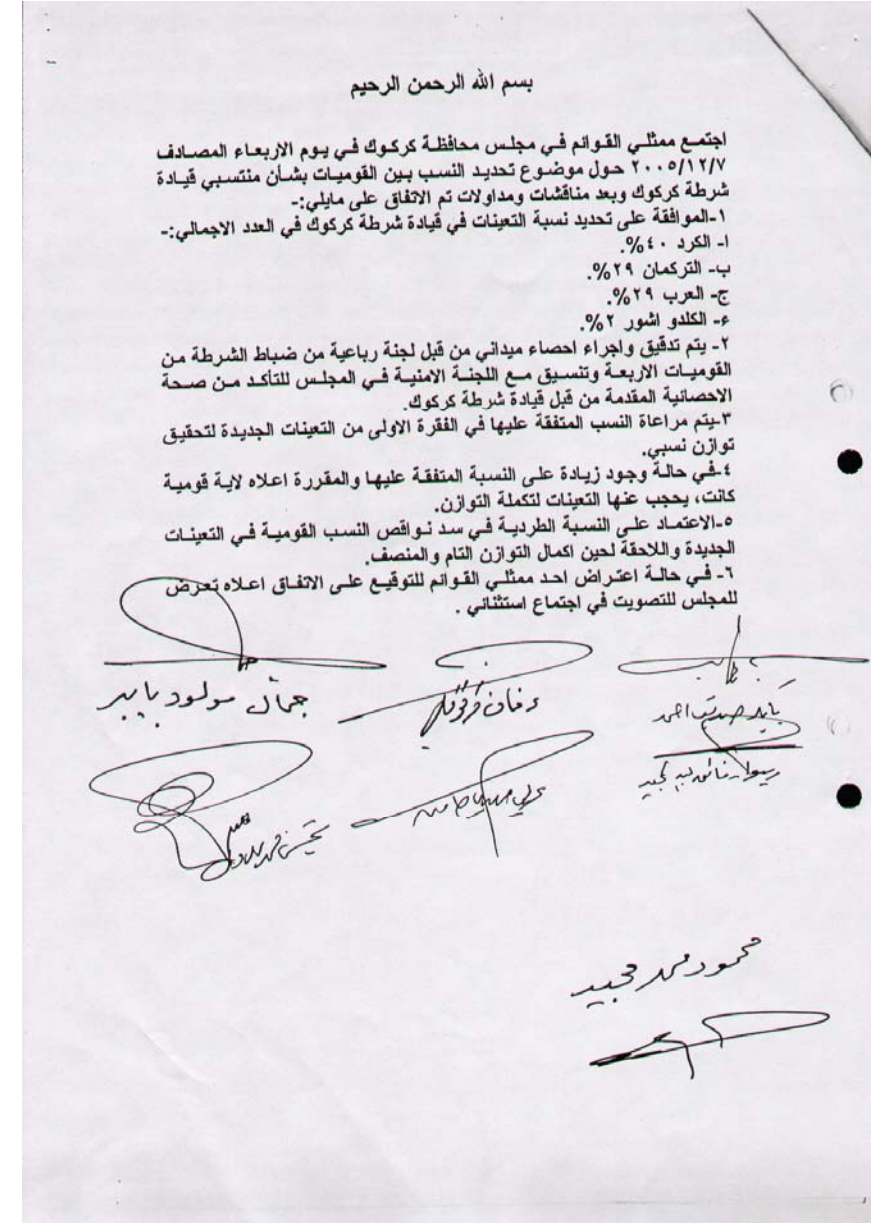 بسم الله الرحمن الرحيم
اجتمع ممثلي القوائم في مجلس محافظة كركوك في يوم الاربعاء المصادف
٢٠٠٥/١٢/٧ حول موضوع تحديد النسب بين القوميات بشأن منتسبي قيادة
شرطة كركوك وبعد مناقشات ومداولات تم الاتفاق على مايلي:-
١-الموافقة على تحديد نسبة التعينات في قيادة شرطة كركوك في العدد الاجمالي:-
ا- الكرد ٤٠%.
ب- التركمان ٢٩%.
ج- العرب ٢٩%.
ء- الكلدو اشور ٢%.
٢- يتم تدقيق واجراء احصاء ميداني من قبل لجنة رباعية من ضباط الشرطة من
القوميات الاربعة وتنسيق مع اللجنة الامنية في المجلس للتأكد من صحة
الاحصائية المقدمة من قبل قيادة شرطة كركوك.
٣-يتم مراعاة النسب المتفقة عليها في الفقرة الاولى من التعينات الجديدة لتحقيق
توازن نسبي.
٤-في حالة وجود زيادة على النسبة المتفقة عليها والمقررة اعلاه لاية قومية
كانت، يحجب عنها التعينات لتكملة التوازن.
٥-الاعتماد على النسبة الطردية في سد نواقص النسب القومية في التعينات
الجديدة واللاحقة لحين اكمال التوازن التام والمنصف.
٦- في حالة اعتراض احد ممثلي القوائم للتوقيع على الاتفاق اعلاه تعرض
للمجلس للتصويت في اجتماع استثنائي .
جمال مولود بايبر
محمود محمد مجيد